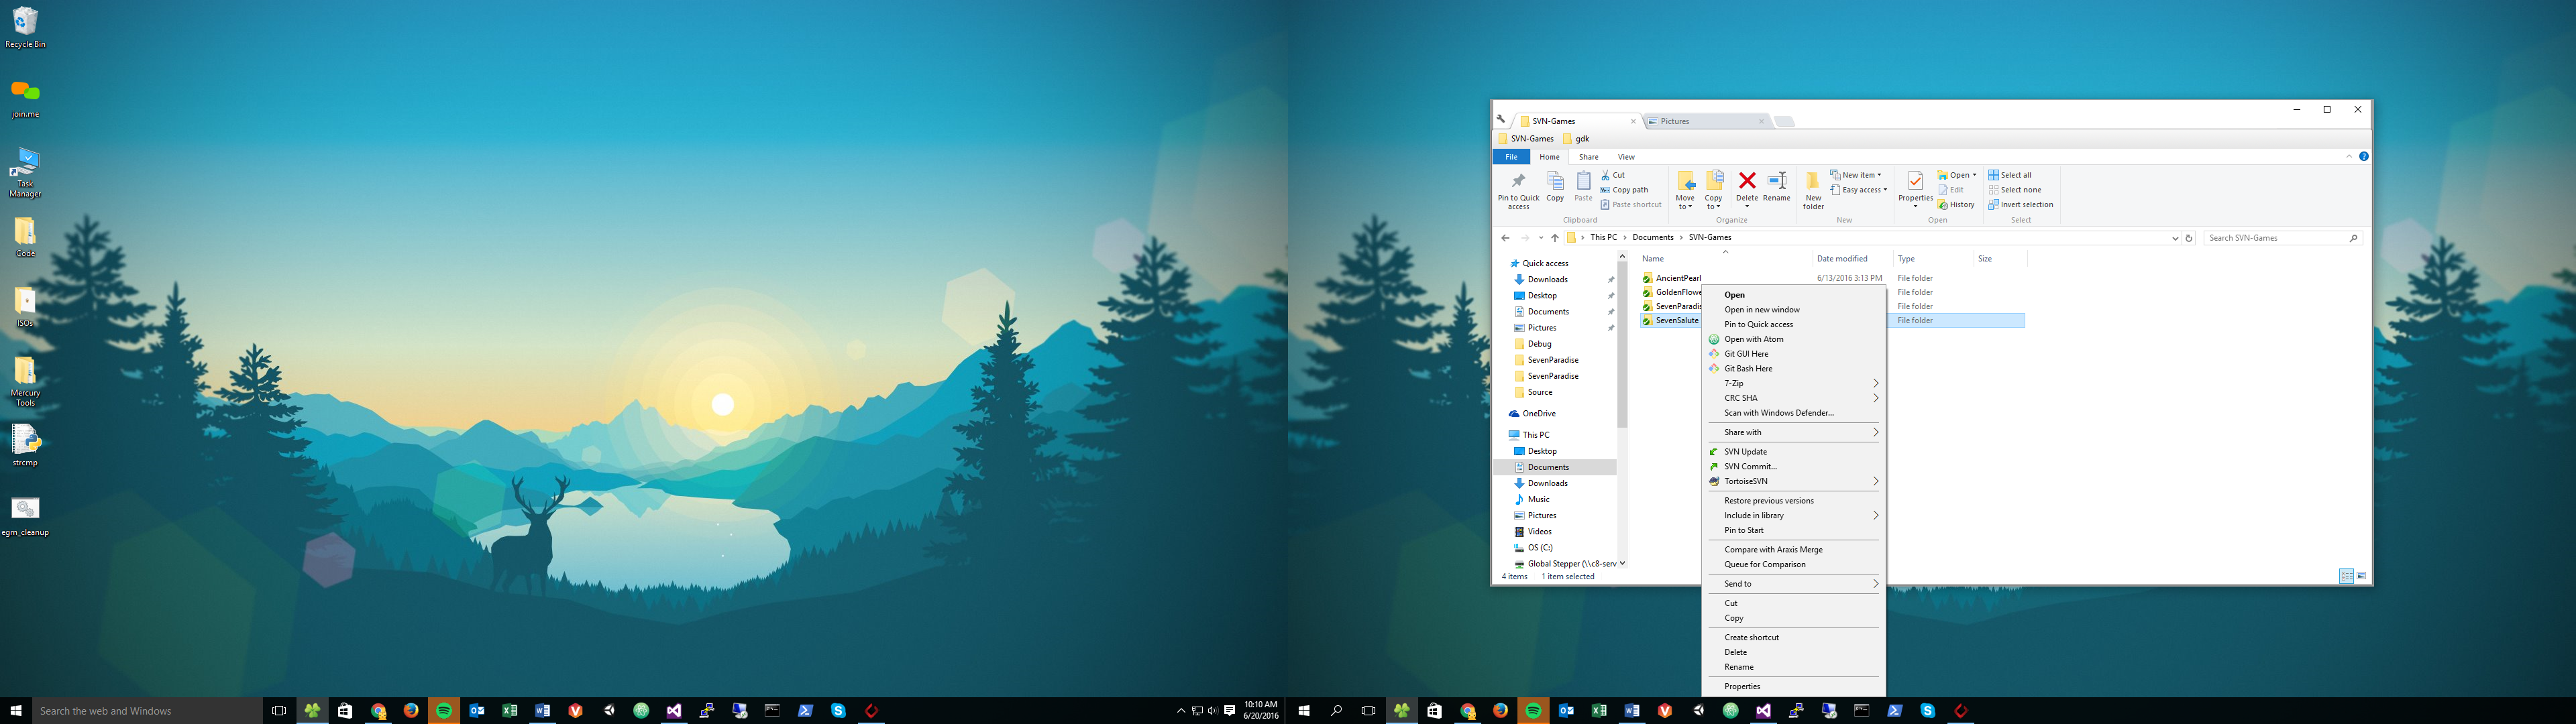 Recycle Bin
join.me
Task
Manager
Code
ISOs
Mercury
Tools
strcmp
egm_cleanup
Search the web and Windows
10:10 AM
6/20/2016
SVN-Games
Pictures
SVN-Games
gdk
File
Home
Share
View
Pin to Quick
access
Copy
Paste
Cut
Copy path
Paste shortcut
Clipboard
Move
to
Copy
to
Delete
Rename
Organize
New
folder
New item
Easy access
New
Properties
Open
Edit
History
Open
Select all
Select none
Invert selection
Select
This PC
Documents
SVN-Games
Search SVN-Games
Quick access
Downloads
Desktop
Documents
Pictures
Debug
SevenParadise
SevenParadise
Source
OneDrive
This PC
Desktop
Documents
Downloads
Music
Pictures
Videos
OS (C:)
Global Stepper (\\c8-serv
Name
Date modified
Type
Size
AncientPearl
6/13/2016 3:13 PM
File folder
GoldenFlowe
File folder
SevenParadis
File folder
SevenSalute
File folder
Open
Open in new window
Pin to Quick access
Open with Atom
Git GUI Here
Git Bash Here
7-Zip
CRC SHA
Scan with Windows Defender...
Share with
SVN Update
SVN Commit...
TortoiseSVN
Restore previous versions
Include in library
Pin to Start
Compare with Araxis Merge
Queue for Comparison
Send to
Cut
Copy
Create shortcut
Delete
Rename
Properties
4 items
1 item selected